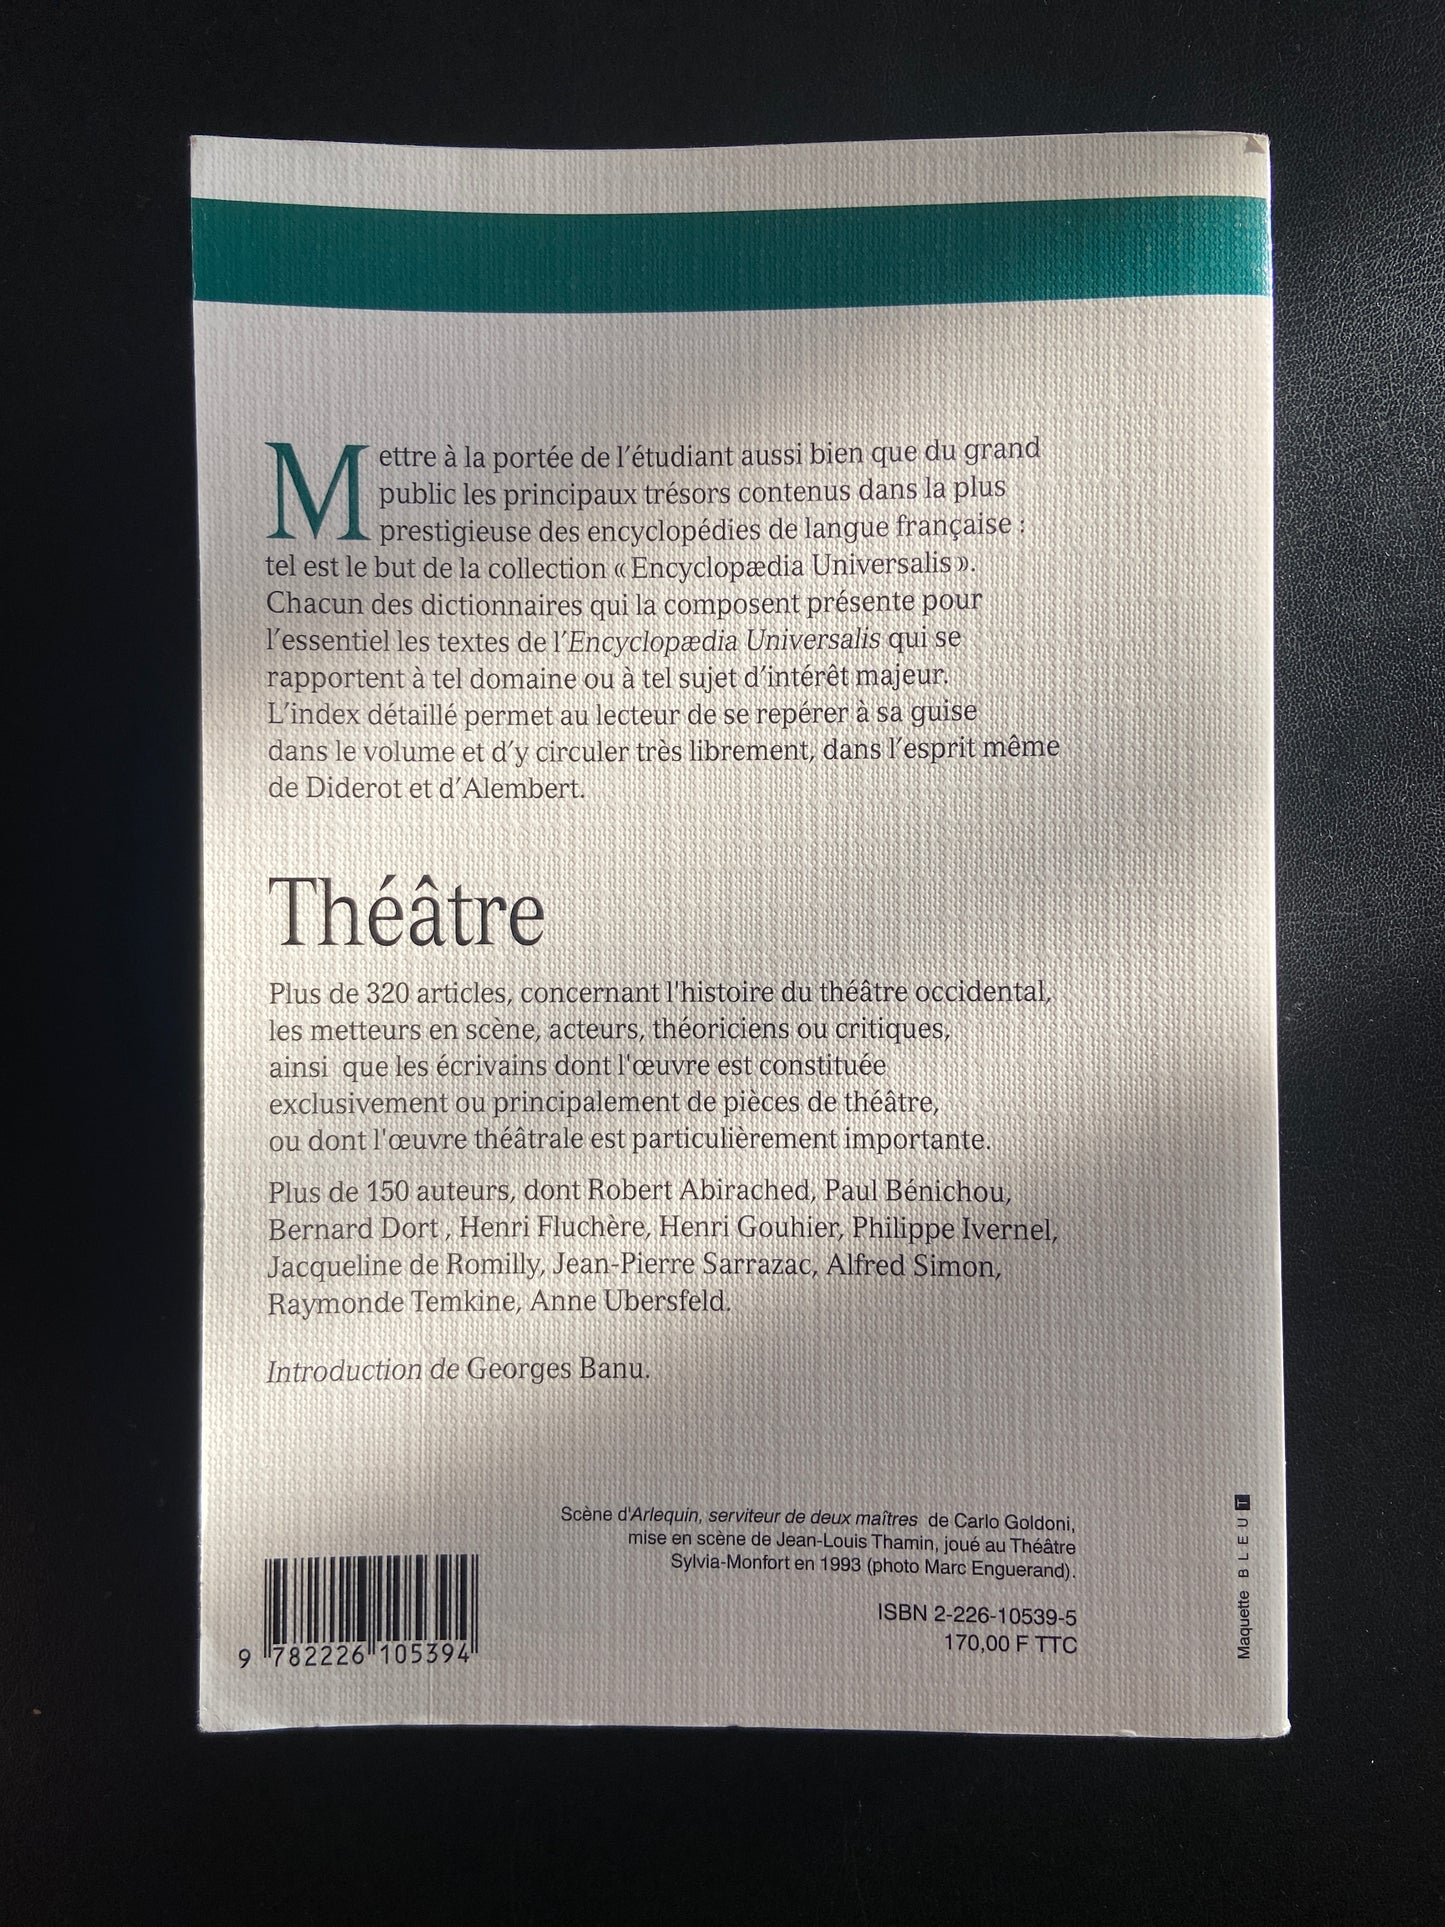 Mettre à la portée de l'étudiant aussi bien que du grand
public les principaux trésors contenus dans la plus
prestigieuse des encyclopédies de langue française :
tel est le but de la collection « Encyclopædia Universalis ».
Chacun des dictionnaires qui la composent présente pour
l'essentiel les textes de l'Encyclopædia Universalis qui se
rapportent à tel domaine ou à tel sujet d'intérêt majeur.
L'index détaillé permet au lecteur de se repérer à sa guise
dans le volume et d'y circuler très librement, dans l'esprit même
de Diderot et d'Alembert.
Théâtre
Plus de 320 articles, concernant l'histoire du théâtre occidental,
les metteurs en scène, acteurs, théoriciens ou critiques,
ainsi  que les écrivains dont l'œuvre est constituée
exclusivement ou principalement de pièces de théâtre,
ou dont l'œuvre théâtrale est particulièrement importante.
Plus de 150 auteurs, dont Robert Abirached, Paul Bénichou,
Bernard Dort , Henri Fluchère, Henri Gouhier, Philippe Ivernel,
Jacqueline de Romilly, Jean-Pierre Sarrazac, Alfred Simon,
Raymonde Temkine, Anne Ubersfeld.
Introduction de Georges Banu.
Scène d'Arlequin, serviteur de deux maîtres  de Carlo Goldoni,
mise en scène de Jean-Louis Thamin, joué au Théâtre
Sylvia-Monfort en 1993 (photo Marc Enguerand).
ISBN 2-226-10539-5
170,00 F TTC
9 782226 105394
Maquette BLEUT